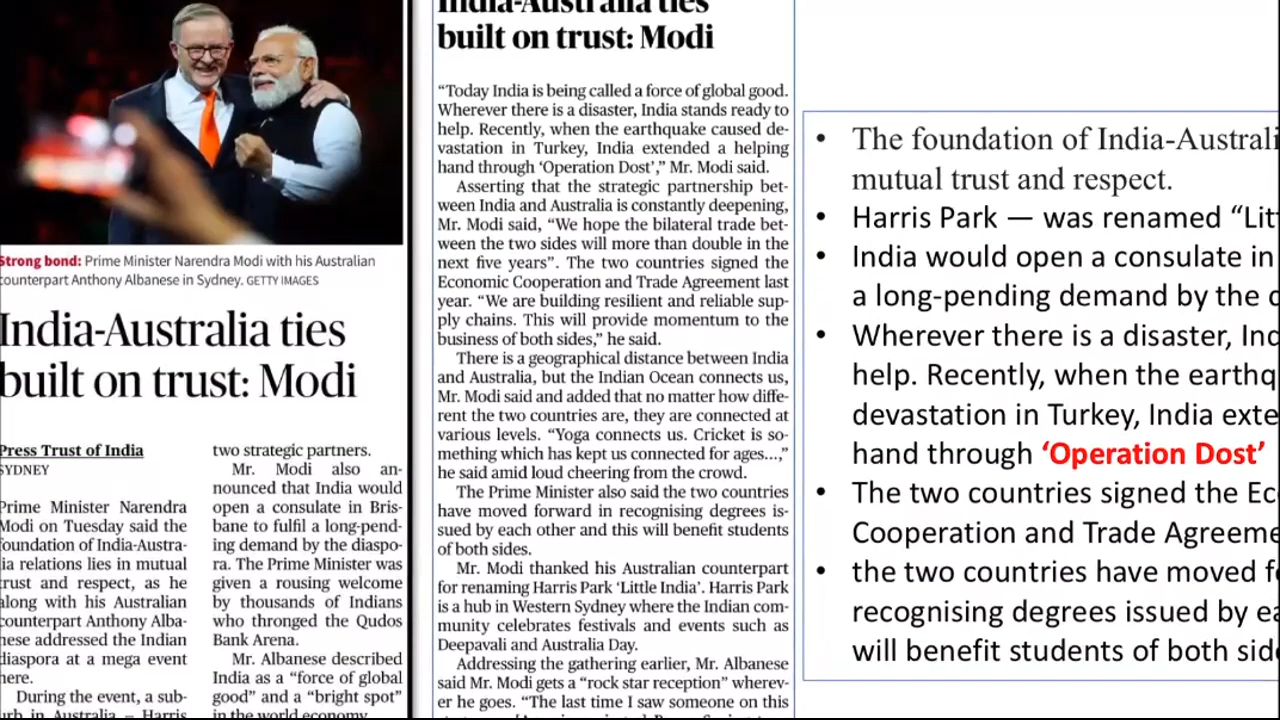 Strong bond: Prime Minister Narendra Modi with his Australian
counterpart Anthony Albanese in Sydney. GETTY IMAGES
India-Australia ties
built on trust: Modi
Press Trust of India
SYDNEY
Prime Minister Narendra
Modi on Tuesday said the
foundation of India-Austra-
lia relations lies in mutual
trust and respect, as he
along with his Australian
counterpart Anthony Alba-
nese addressed the Indian
diaspora at a mega event
here.
During the event, a sub-
urb in Australia – Harris
two strategic partners.
Mr. Modi also an-
nounced that India would
open a consulate in Bris-
bane to fulfil a long-pend-
ing demand by the diaspo-
ra. The Prime Minister was
given a rousing welcome
by thousands of Indians
who thronged the Qudos
Bank Arena.
Mr. Albanese described
India as a “force of global
good” and a “bright spot”
in the world economy.
India-Australia ties
built on trust: Modi
“Today India is being called a force of global good.
Wherever there is a disaster, India stands ready to
help. Recently, when the earthquake caused de-
vastation in Turkey, India extended a helping
hand through ‘Operation Dost’,” Mr. Modi said.
Asserting that the strategic partnership bet-
ween India and Australia is constantly deepening,
Mr. Modi said, “We hope the bilateral trade bet-
ween the two sides will more than double in the
next five years”. The two countries signed the
Economic Cooperation and Trade Agreement last
year. “We are building resilient and reliable sup-
ply chains. This will provide momentum to the
business of both sides,” he said.
There is a geographical distance between India
and Australia, but the Indian Ocean connects us,
Mr. Modi said and added that no matter how diffe-
rent the two countries are, they are connected at
various levels. “Yoga connects us. Cricket is so-
mething which has kept us connected for ages...,”
he said amid loud cheering from the crowd.
The Prime Minister also said the two countries
have moved forward in recognising degrees is-
sued by each other and this will benefit students
of both sides.
Mr. Modi thanked his Australian counterpart
for renaming Harris Park ‘Little India’. Harris Park
is a hub in Western Sydney where the Indian com-
munity celebrates festivals and events such as
Deepavali and Australia Day.
Addressing the gathering earlier, Mr. Albanese
said Mr. Modi gets a “rock star reception” wherev-
er he goes. “The last time I saw someone on this
• The foundation of India-Australi
mutual trust and respect.
• Harris Park — was renamed “Lit
• India would open a consulate in
a long-pending demand by the
• Wherever there is a disaster, Ind
help. Recently, when the earthq
devastation in Turkey, India exte
hand through ‘Operation Dost’
• The two countries signed the Ec
Cooperation and Trade Agreeme
• the two countries have moved f
recognising degrees issued by ea
will benefit students of both side